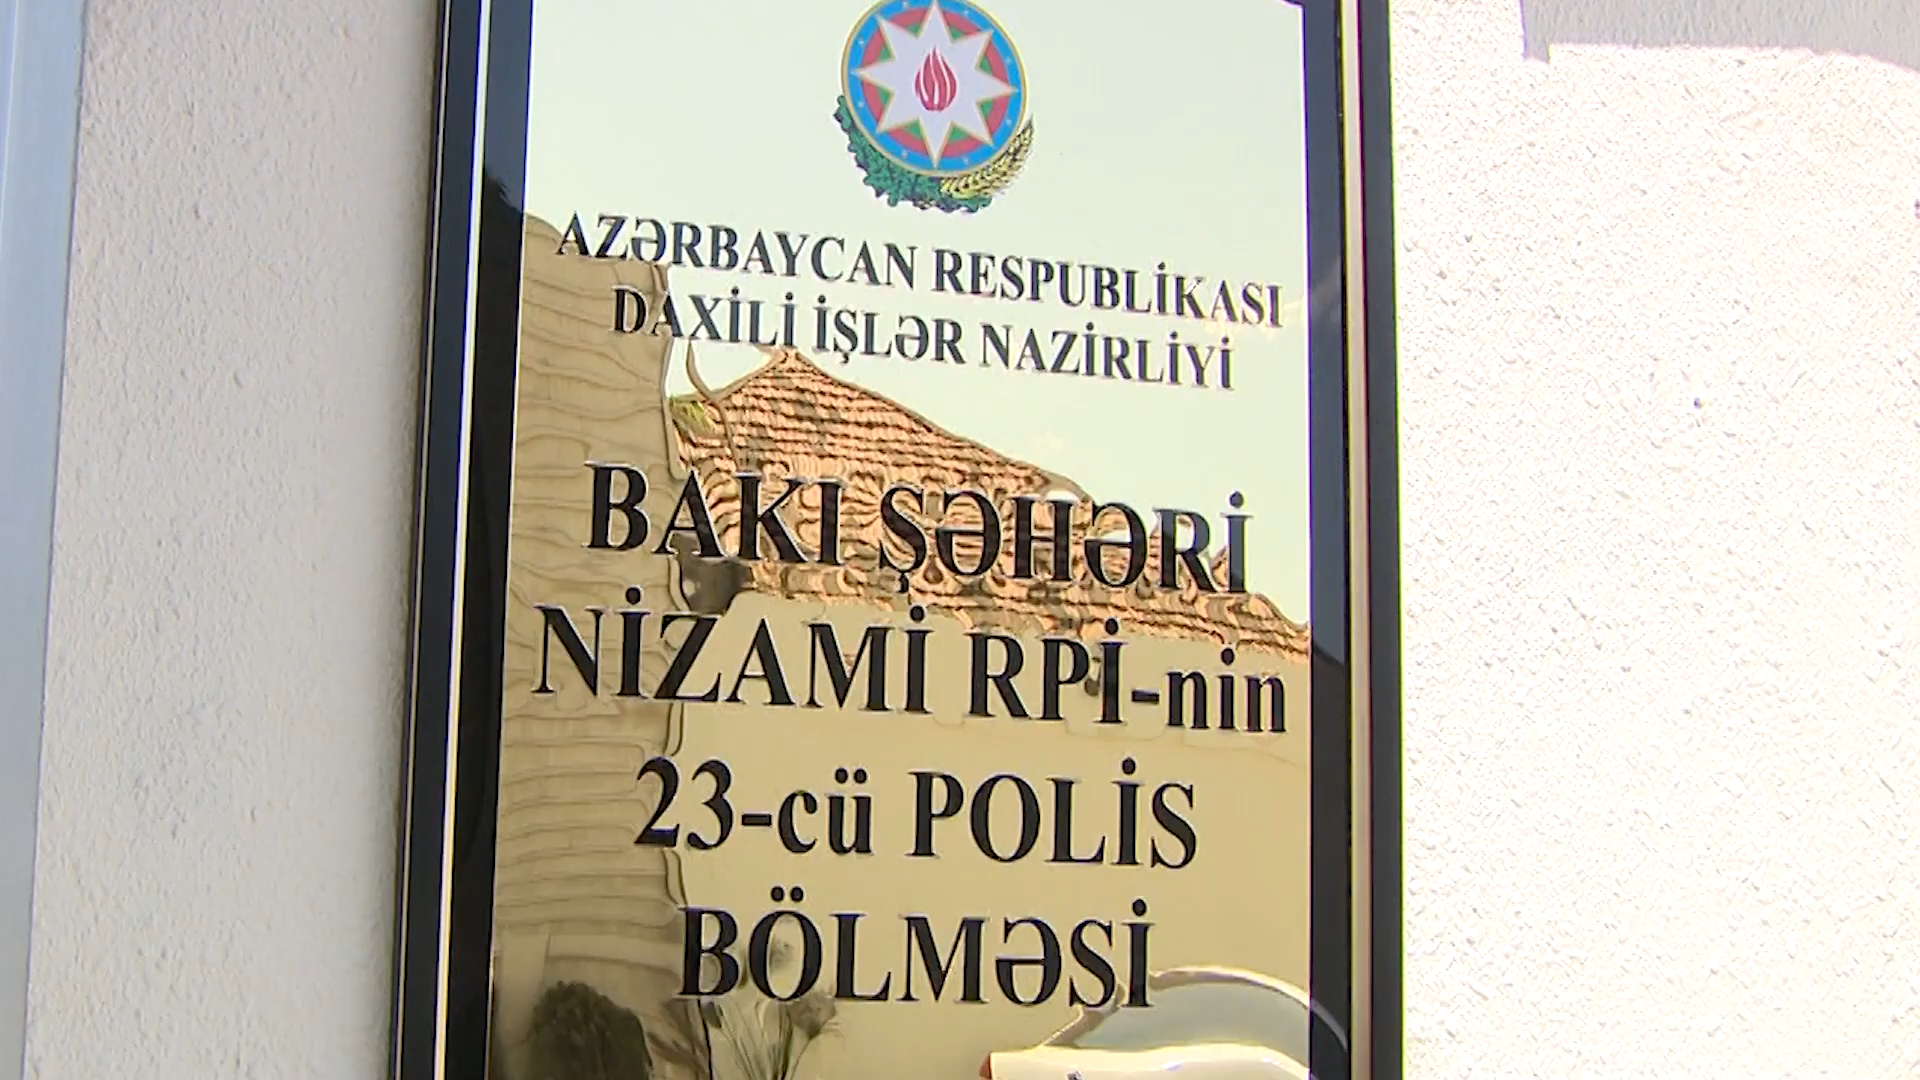 AZƏRBAYCAN RESPUBLİKASI
DAXİLİ İŞLƏR NAZİRLİYİ
BAKI ŞƏHƏRİ
NİZAMİ RPİ-nin
23-cü POLİS
BÖLMƏSİ